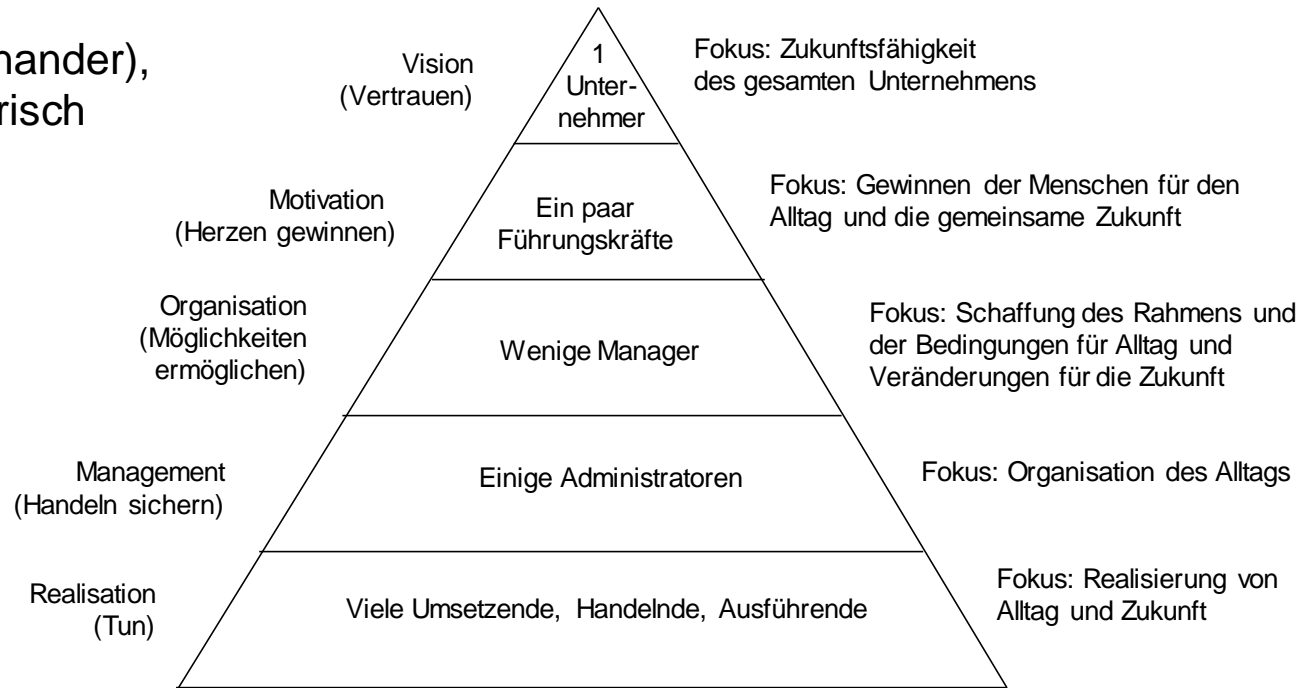 nander),
risch
Vision
(Vertrauen)
1
Unter-
nehmer
Fokus: Zukunftsfähigkeit
des gesamten Unternehmens
Motivation
(Herzen gewinnen)
Ein paar
Führungskräfte
Fokus: Gewinnen der Menschen für den
Alltag und die gemeinsame Zukunft
Organisation
(Möglichkeiten
ermöglichen)
Wenige Manager
Fokus: Schaffung des Rahmens und
der Bedingungen für Alltag und
Veränderungen für die Zukunft
Management
(Handeln sichern)
Einige Administratoren
Fokus: Organisation des Alltags
Realisation
(Tun)
Viele Umsetzende, Handelnde, Ausführende
Fokus: Realisierung von
Alltag und Zukunft